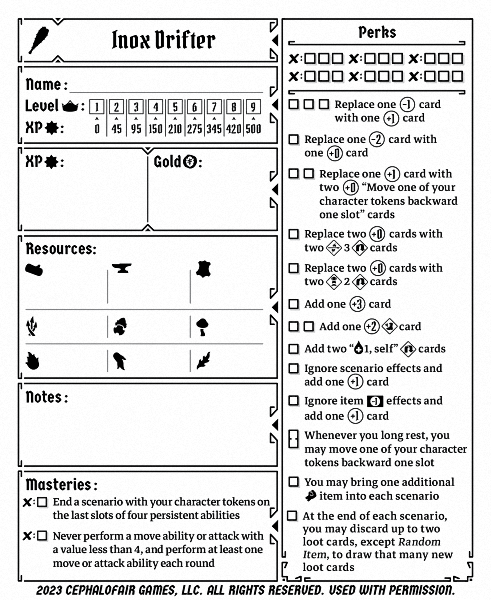 Inox Drifter
Name:
Level: 1 2 3 4 5 6 7 8 9
XP: 0 45 95 150 210 275 345 420 500
XP: Gold:
Resources:
Notes:
Masteries:
End a scenario with your character tokens on
the last slots of four persistent abilities
Never perform a move ability or attack with
a value less than 4, and perform at least one
move or attack ability each round
Perks
Replace one -1 card
with one +1 card
Replace one -2 card with
one +0 card
Replace one +1 card with
two +0 “Move one of your
character tokens backward
one slot” cards
Replace two +0 cards with
two 3 cards
Replace two +0 cards with
two 2 cards
Add one +3 card
Add one +2 card
Add two “1, self” cards
Ignore scenario effects and
add one +1 card
Ignore item -1 effects and
add one +1 card
Whenever you long rest, you
may move one of your character
tokens backward one slot
You may bring one additional
item into each scenario
At the end of each scenario,
you may discard up to two
loot cards, except Random
Item, to draw that many new
loot cards
2023 CEPHALOFAIR GAMES, LLC. ALL RIGHTS RESERVED. USED WITH PERMISSION.